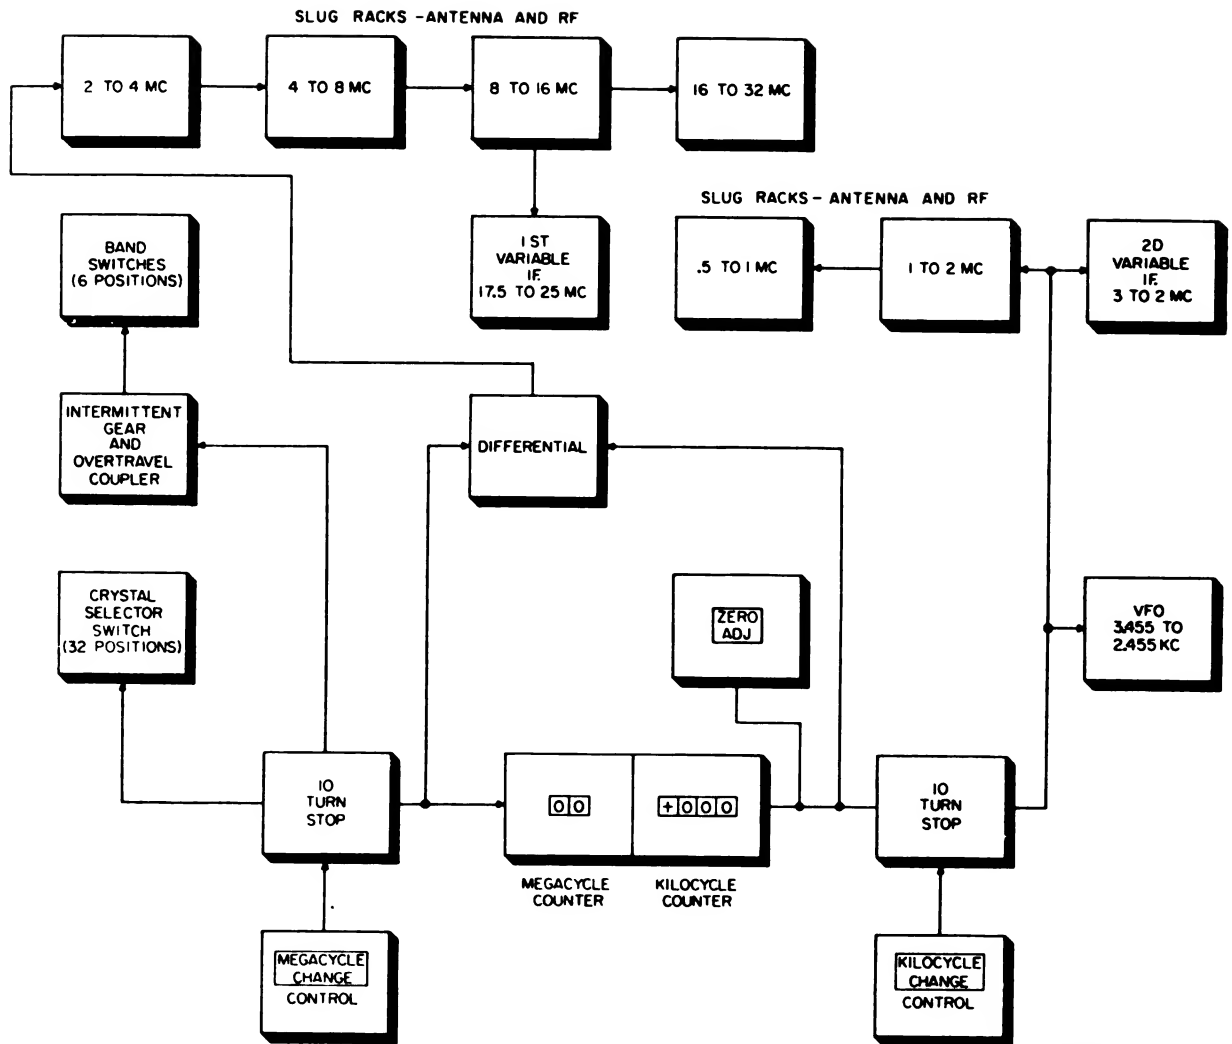 SLUG RACKS - ANTENNA AND RF
2 TO 4 MC
4 TO 8 MC
8 TO 16 MC
16 TO 32 MC
SLUG RACKS - ANTENNA AND RF
BAND
SWITCHES
(6 POSITIONS)
1 ST
VARIABLE
IF.
17.5 TO 25 MC
.5 TO 1 MC
1 TO 2 MC
2D
VARIABLE
IF.
3 TO 2 MC
INTERMITTENT
GEAR
AND
OVERTRAVEL
COUPLER
DIFFERENTIAL
CRYSTAL
SELECTOR
SWITCH
(32 POSITIONS)
ZERO
ADJ
VFO
3.455 TO
2.455 KC
10
TURN
STOP
00
+000
10
TURN
STOP
MEGACYCLE
COUNTER
KILOCYCLE
COUNTER
MEGACYCLE
CHANGE
CONTROL
KILOCYCLE
CHANGE
CONTROL